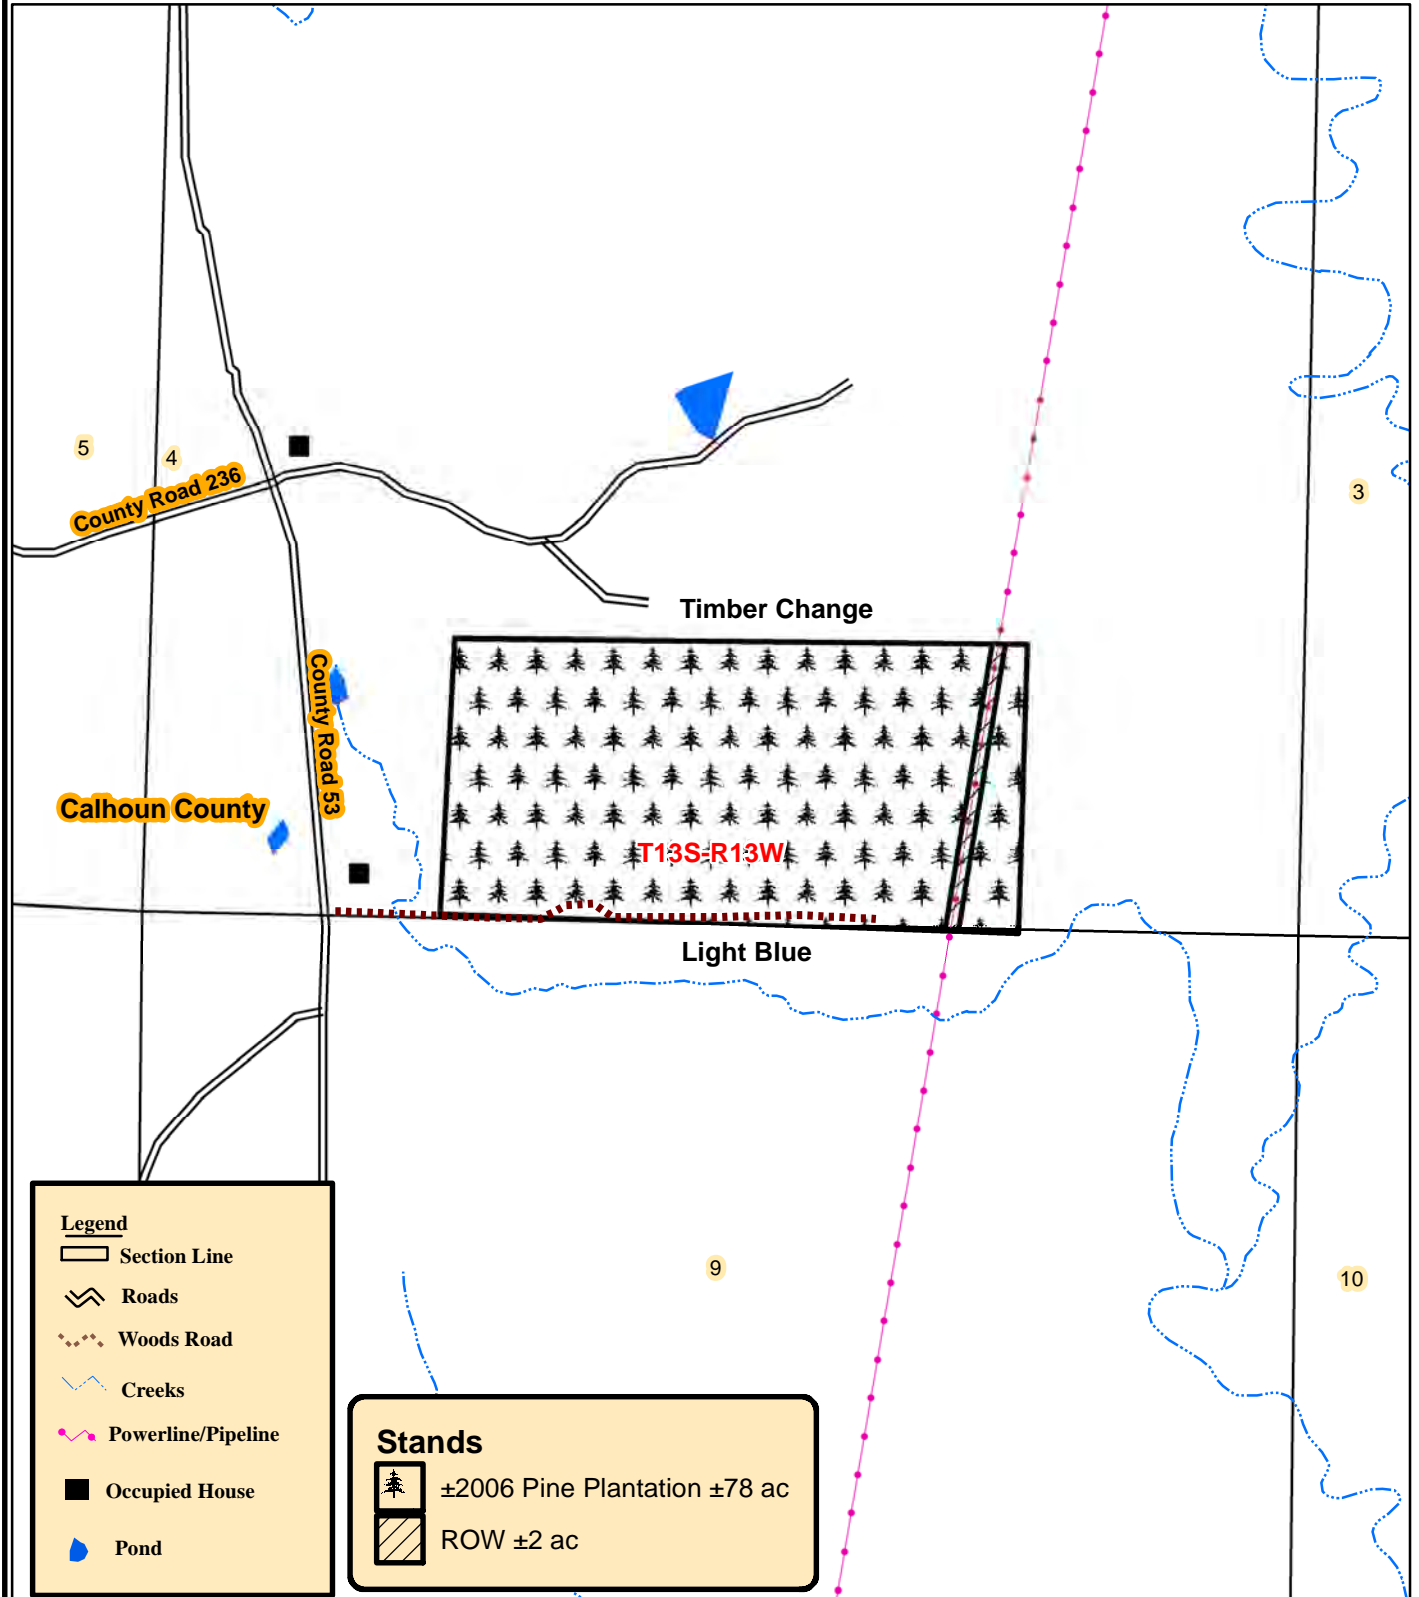 5
4
County Road 236
3
Timber Change
County Road 53
Calhoun County
T13S-R13W
Light Blue
9
10
Legend
Section Line
Roads
Woods Road
Creeks
Powerline/Pipeline
Occupied House
Pond
Stands
±2006 Pine Plantation ±78 ac
ROW ±2 ac